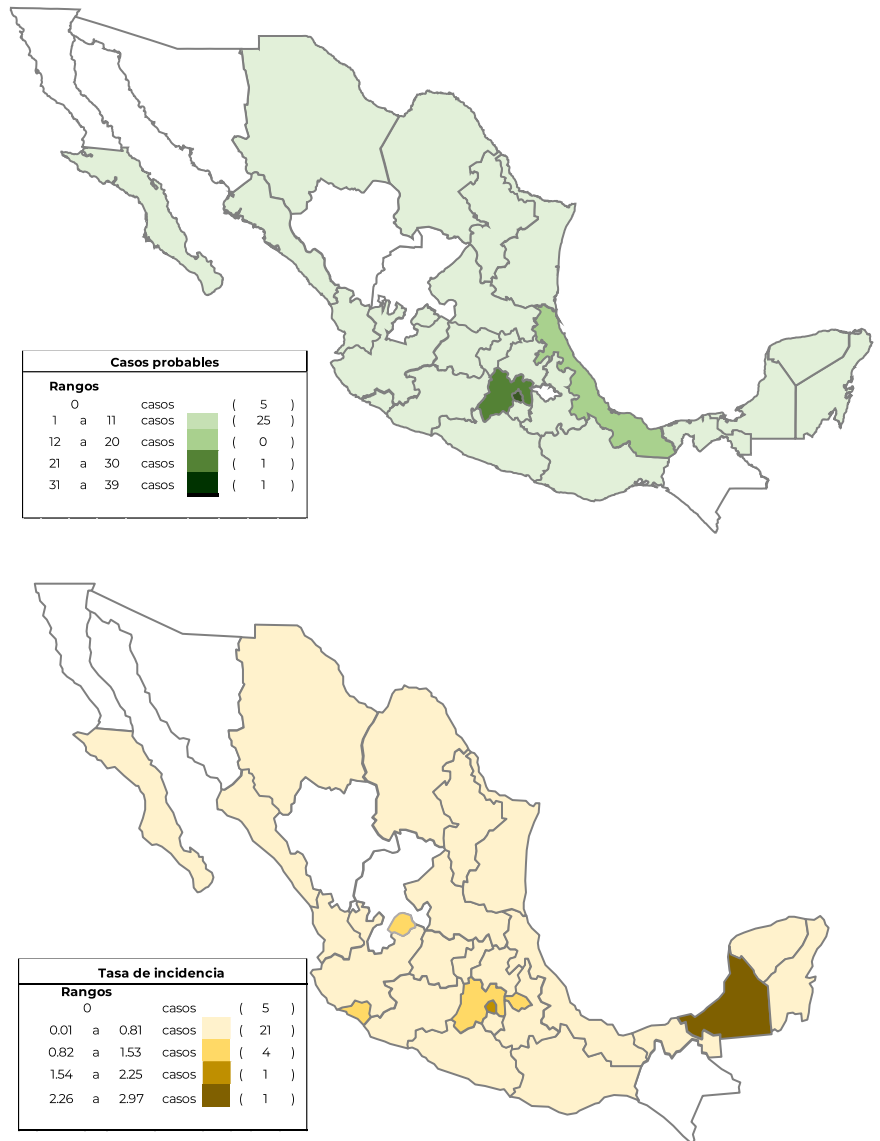 Casos probables
Rangos
0 casos ( 5 )
1 a 11 casos ( 25 )
12 a 20 casos ( 0 )
21 a 30 casos ( 1 )
31 a 39 casos ( 1 )
Tasa de incidencia
Rangos
0 casos ( 5 )
0.01 a 0.81 casos ( 21 )
0.82 a 1.53 casos ( 4 )
1.54 a 2.25 casos ( 1 )
2.26 a 2.97 casos ( 1 )